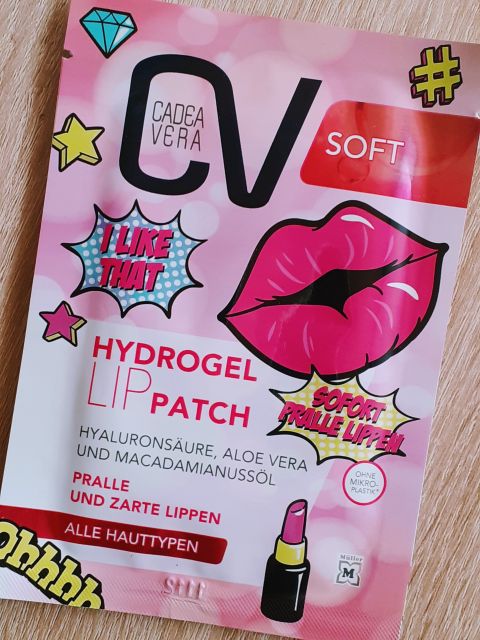 CV
CADEA
VERA
SOFT
#
I LIKE
THAT
HYDROGEL
LIP PATCH
SOFORT
PRALLE LIPPEN
HYALURONSÄURE, ALOE VERA
UND MACADAMIANUSSÖL
OHNE
MIKRO-
PLASTIK*
PRALLE
UND ZARTE LIPPEN
ALLE HAUTTYPEN
Ohhhh
Müller
M